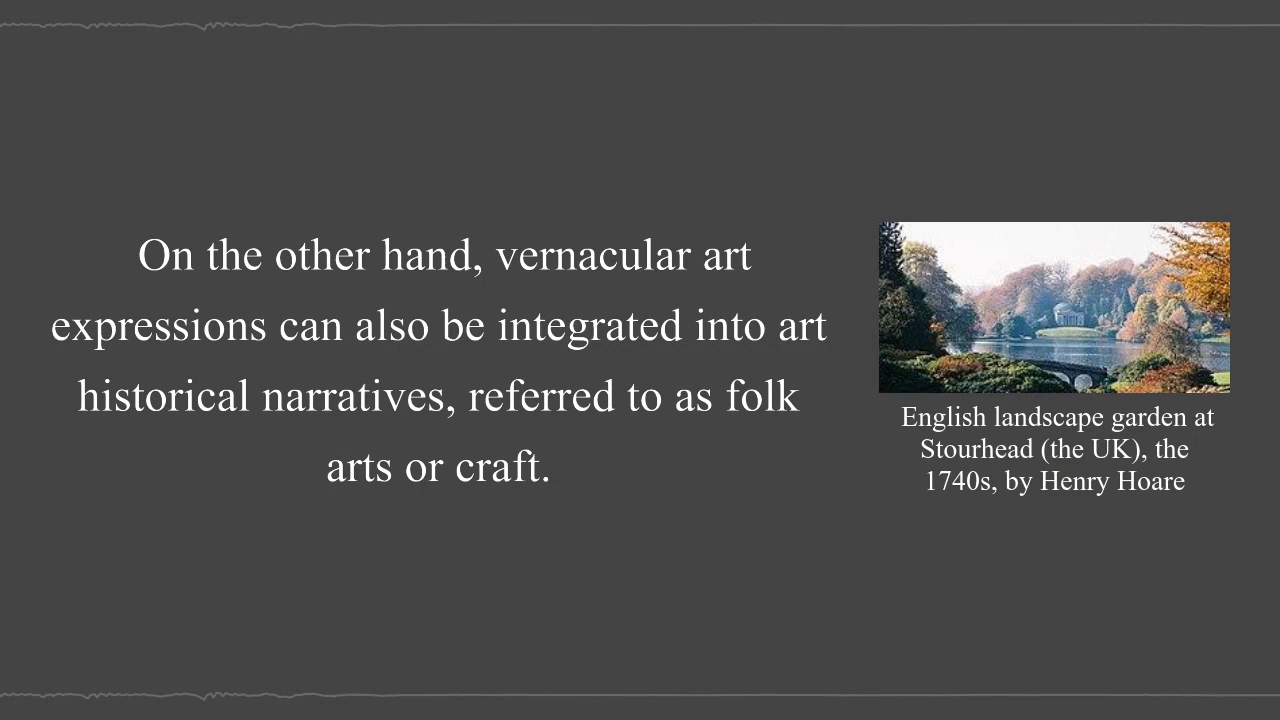 On the other hand, vernacular art
expressions can also be integrated into art
historical narratives, referred to as folk
arts or craft.
English landscape garden at
Stourhead (the UK), the
1740s, by Henry Hoare